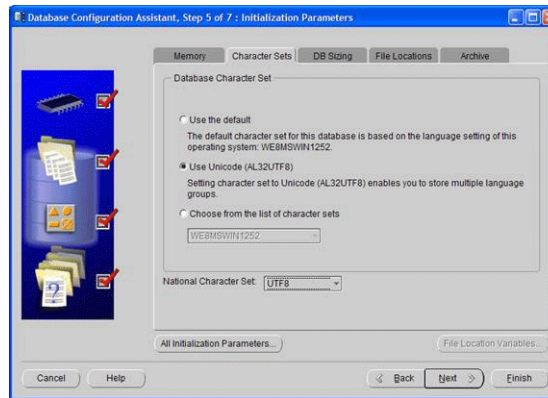 Database Configuration Assistant, Step 5 of 7 : Initialization Parameters
Memory Character Sets DB Sizing File Locations Archive
Database Character Set
Use the default
The default character set for this database is based on the language setting of this
operating system: WE8MSWIN1252.
Use Unicode (AL32UTF8)
Setting character set to Unicode (AL32UTF8) enables you to store multiple language
groups.
Choose from the list of character sets
WE8MSWIN1252
National Character Set: UTF8
All Initialization Parameters... File Location Variables...
Cancel Help Back Next Finish